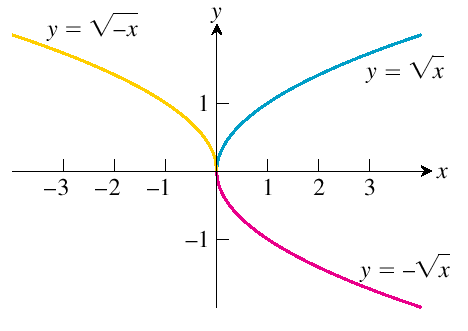 y
y = √−x
y = √x
1
x
−3 −2 −1 1 2 3
−1
y = −√x